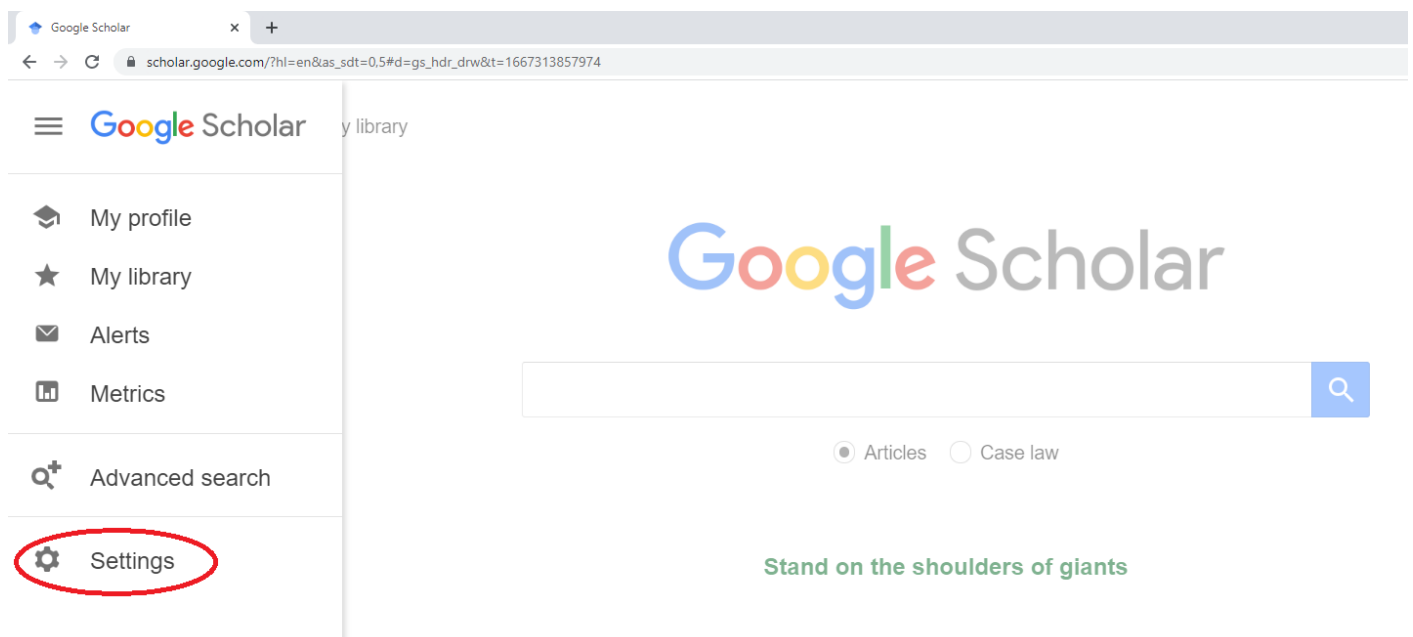 Google Scholar
scholar.google.com/?hl=en&as_sdt=0,5#d=gs_hdr_drw&t=1667313857974
Google Scholar
y library
My profile
My library
Alerts
Metrics
Advanced search
Settings
Google Scholar
Articles Case law
Stand on the shoulders of giants